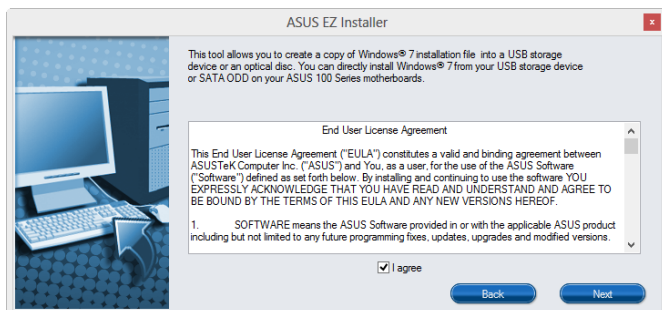 ASUS EZ Installer
x
This tool allows you to create a copy of Windows® 7 installation file into a USB storage
device or an optical disc. You can directly install Windows® 7 from your USB storage device
or SATA ODD on your ASUS 100 Series motherboards.
End User License Agreement
This End User License Agreement ("EULA") constitutes a valid and binding agreement between
ASUSTeK Computer Inc. ("ASUS") and You, as a user, for the use of the ASUS Software
("Software") defined as set forth below. By installing and continuing to use the software YOU
EXPRESSLY ACKNOWLEDGE THAT YOU HAVE READ AND UNDERSTAND AND AGREE TO
BE BOUND BY THE TERMS OF THIS EULA AND ANY NEW VERSIONS HEREOF.
1. SOFTWARE means the ASUS Software provided in or with the applicable ASUS product
including but not limited to any future programming fixes, updates, upgrades and modified versions.
I agree
Back Next